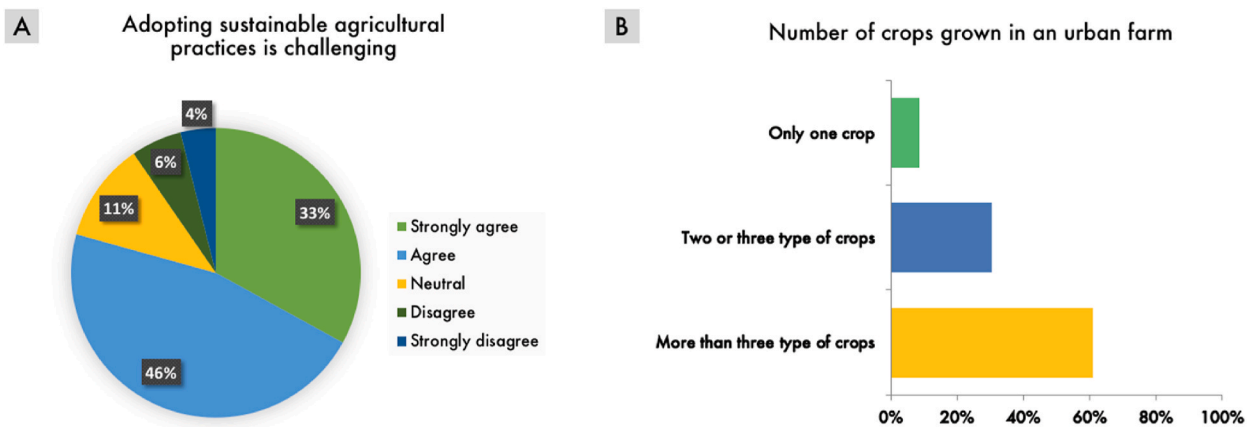 A
Adopting sustainable agricultural
practices is challenging
4%
6%
11%
33%
46%
Strongly agree
Agree
Neutral
Disagree
Strongly disagree
B
Number of crops grown in an urban farm
Only one crop
Two or three type of crops
More than three type of crops
0% 20% 40% 60% 80% 100%